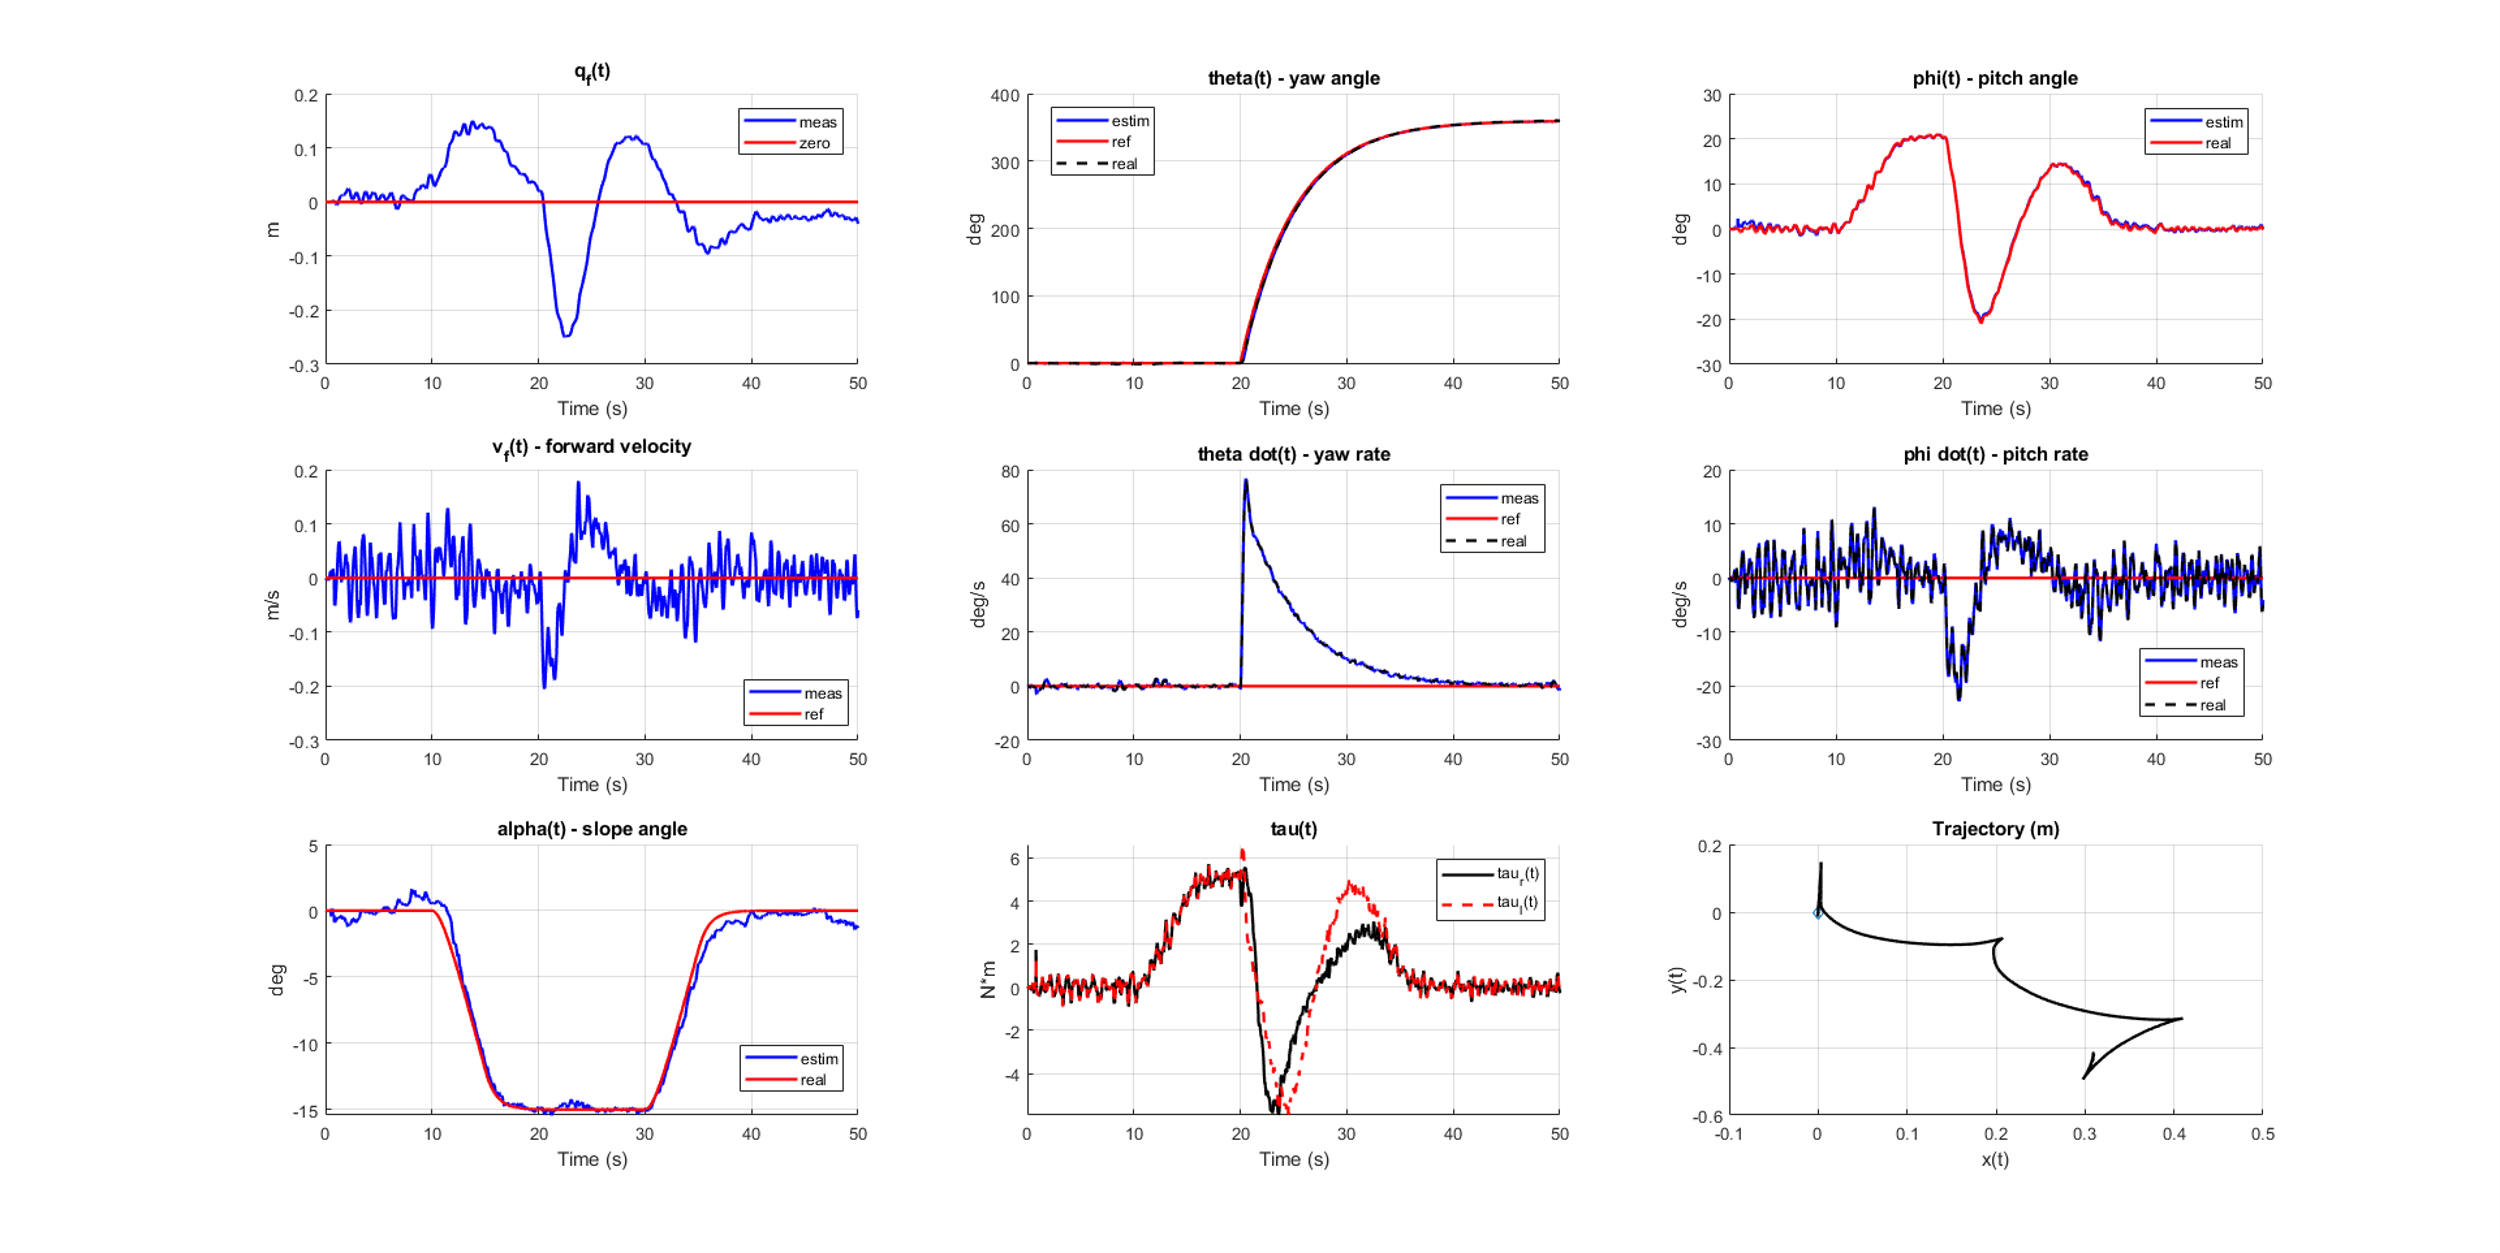 q_f(t)
0.2
0.1
0
-0.1
-0.2
-0.3
m
meas
zero
0 10 20 30 40 50
Time (s)
theta(t) - yaw angle
400
300
200
100
0
deg
estim
ref
real
0 10 20 30 40 50
Time (s)
phi(t) - pitch angle
30
20
10
0
-10
-20
-30
deg
estim
real
0 10 20 30 40 50
Time (s)
v_f(t) - forward velocity
0.2
0.1
0
-0.1
-0.2
-0.3
m/s
meas
ref
0 10 20 30 40 50
Time (s)
theta dot(t) - yaw rate
80
60
40
20
0
-20
deg/s
meas
ref
real
0 10 20 30 40 50
Time (s)
phi dot(t) - pitch rate
20
10
0
-10
-20
-30
deg/s
meas
ref
real
0 10 20 30 40 50
Time (s)
alpha(t) - slope angle
5
0
-5
-10
-15
deg
estim
real
0 10 20 30 40 50
Time (s)
tau(t)
6
4
2
0
-2
-4
N*m
tau_r(t)
tau_l(t)
0 10 20 30 40 50
Time (s)
Trajectory (m)
0.2
0
-0.2
-0.4
-0.6
y(t)
-0.1 0 0.1 0.2 0.3 0.4 0.5
x(t)